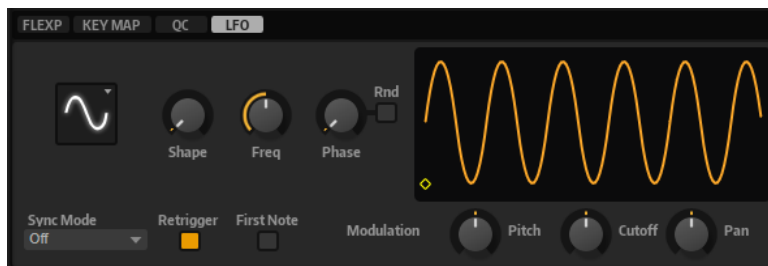 FLEXP KEY MAP QC LFO
Rnd
Shape Freq Phase
Sync Mode Retrigger First Note
Off
Modulation Pitch Cutoff Pan